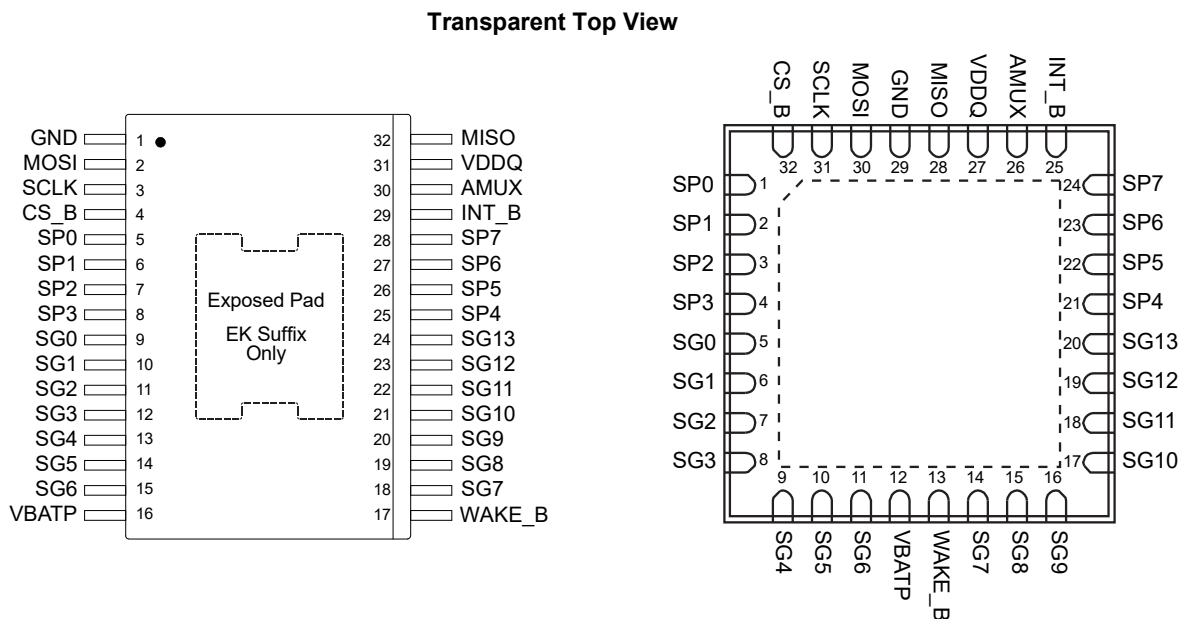 Transparent Top View
GND 1 32 MISO
MOSI 2 31 VDDQ
SCLK 3 30 AMUX
CS_B 4 29 INT_B
SP0 5 28 SP7
SP1 6 27 SP6
SP2 7 26 SP5
SP3 8 25 SP4
SG0 9 24 SG13
SG1 10 23 SG12
SG2 11 22 SG11
SG3 12 21 SG10
SG4 13 20 SG9
SG5 14 19 SG8
SG6 15 18 SG7
VBATP 16 17 WAKE_B
Exposed Pad
EK Suffix
Only
CS_B SCLK MOSI GND MISO VDDQ AMUX INT_B
32 31 30 29 28 27 26 25
SP0 1 24 SP7
SP1 2 23 SP6
SP2 3 22 SP5
SP3 4 21 SP4
SG0 5 20 SG13
SG1 6 19 SG12
SG2 7 18 SG11
SG3 8 17 SG10
9 10 11 12 13 14 15 16
SG4 SG5 SG6 VBATP WAKE_B SG7 SG8 SG9